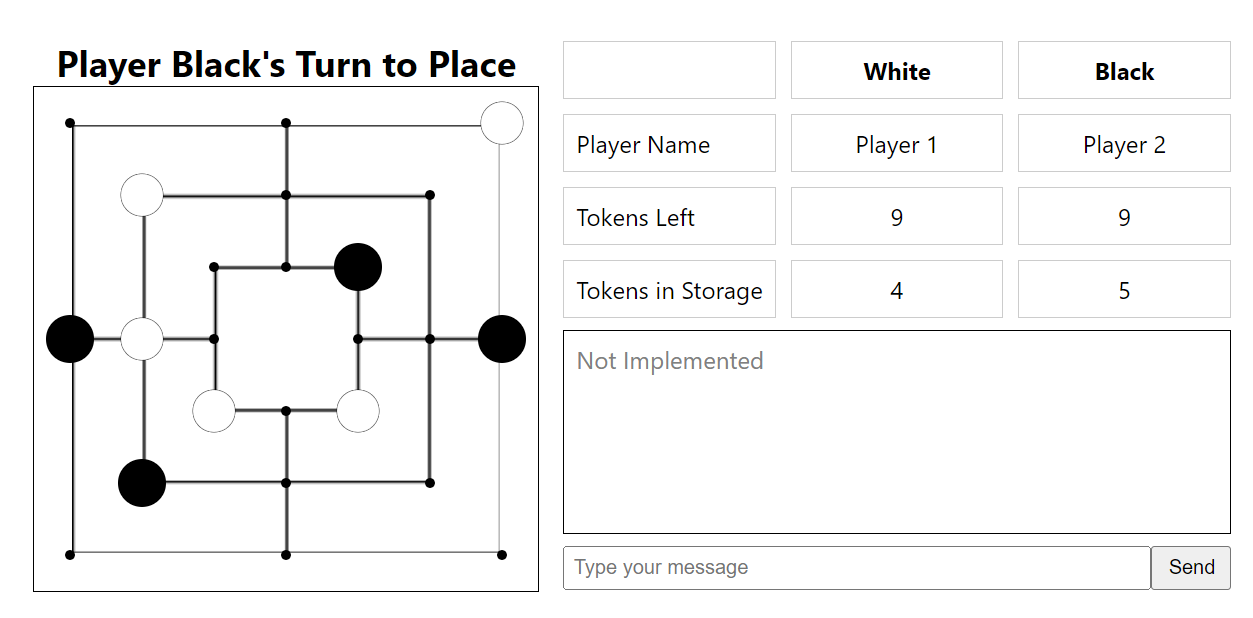 Player Black's Turn to Place
White Black
Player Name Player 1 Player 2
Tokens Left 9 9
Tokens in Storage 4 5
Not Implemented
Type your message Send